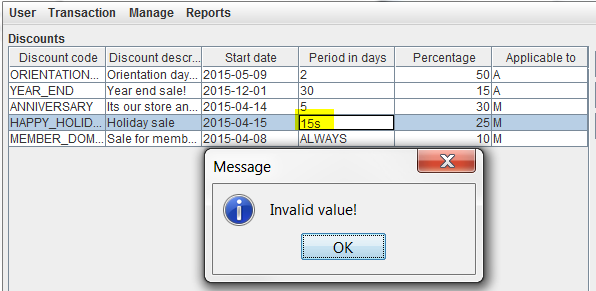 User Transaction Manage Reports
Discounts
Discount code Discount descr... Start date Period in days Percentage Applicable to
ORIENTATION... Orientation day... 2015-05-09 2 50 A
YEAR_END Year end sale! 2015-12-01 30 15 A
ANNIVERSARY Its our store an... 2015-04-14 5 30 M
HAPPY_HOLID... Holiday sale 2015-04-15 15s 25 M
MEMBER_DOM... Sale for memb... 2015-04-08 ALWAYS 10 M
Message
Invalid value!
OK